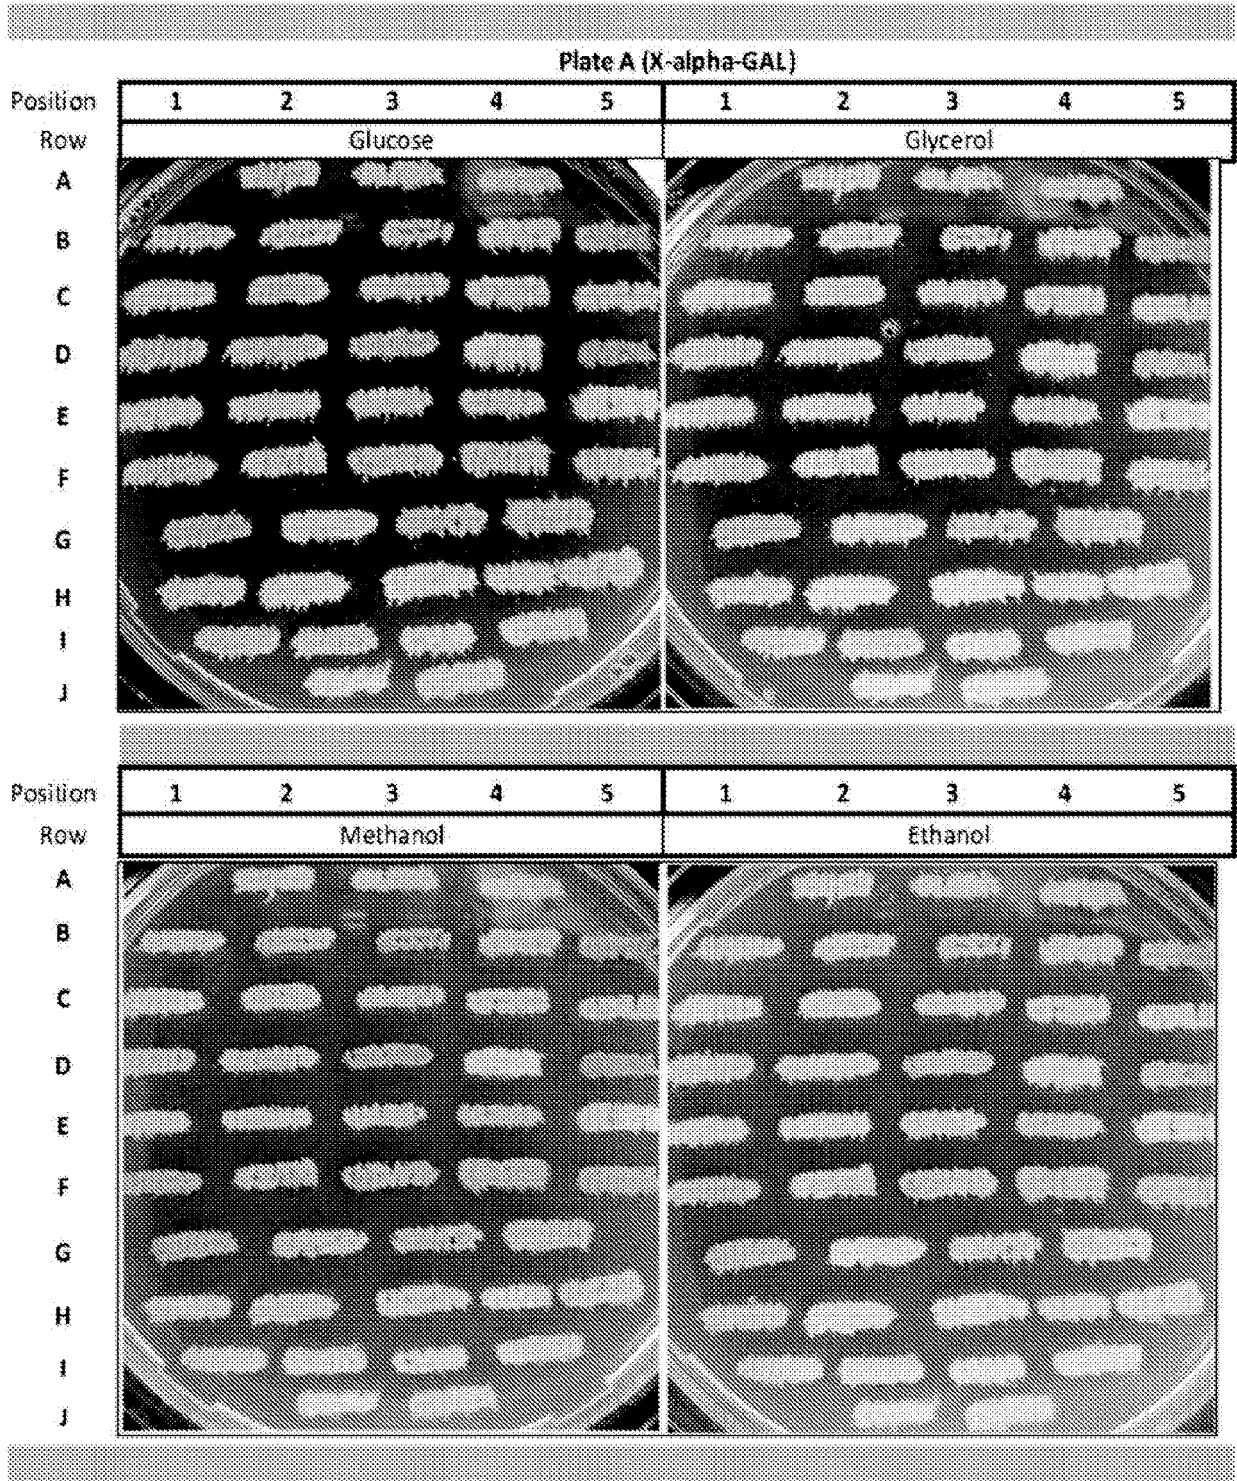 Plate A (X-alpha-GAL)
Position 1 2 3 4 5 1 2 3 4 5
Row Glucose Glycerol
A
B
C
D
E
F
G
H
I
J
Position 1 2 3 4 5 1 2 3 4 5
Row Methanol Ethanol
A
B
C
D
E
F
G
H
I
J